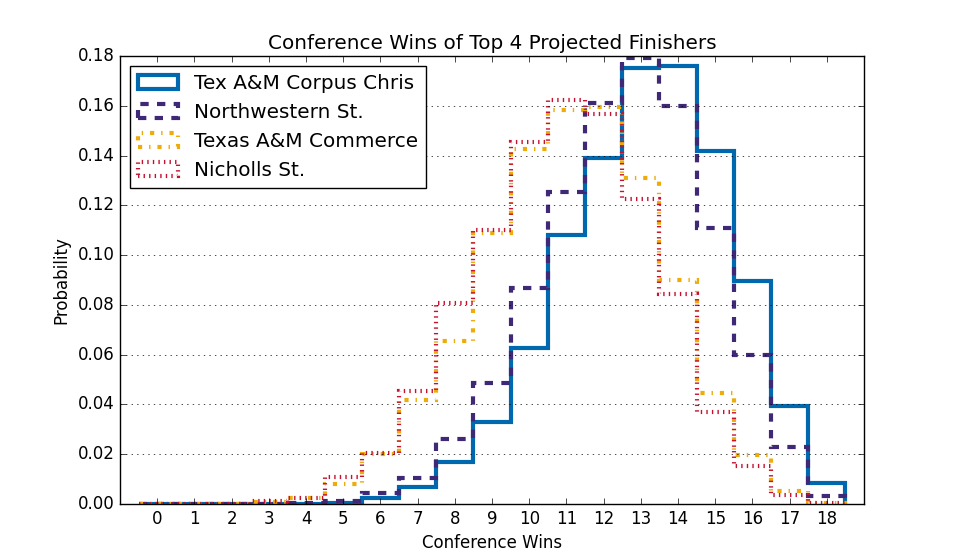 Conference Wins of Top 4 Projected Finishers
Tex A&M Corpus Chris
Northwestern St.
Texas A&M Commerce
Nicholls St.
Probability
0.18
0.16
0.14
0.12
0.10
0.08
0.06
0.04
0.02
0.00
0 1 2 3 4 5 6 7 8 9 10 11 12 13 14 15 16 17 18
Conference Wins